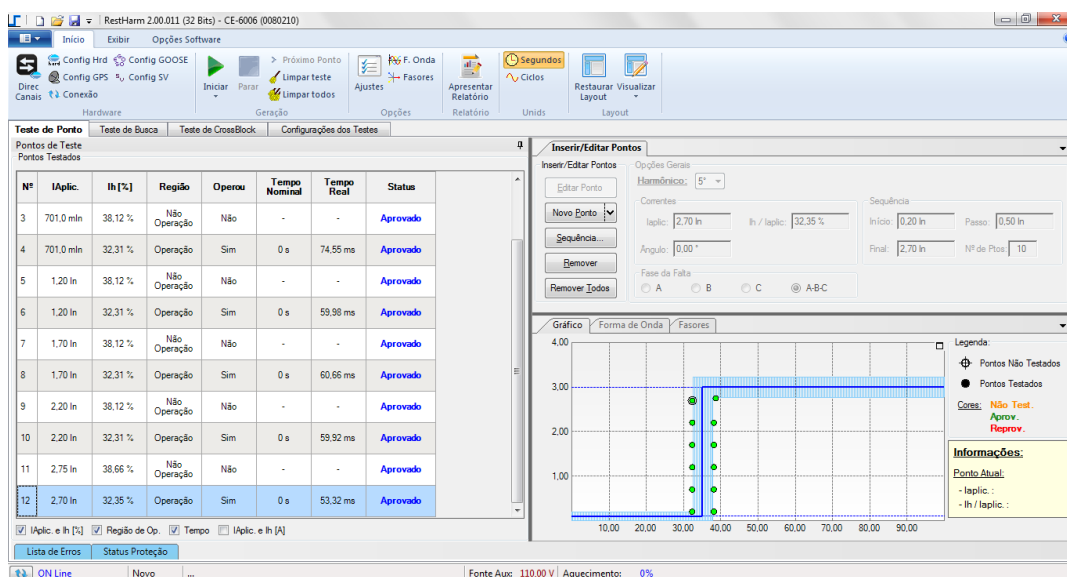 RestHarm 2.00.011 (32 Bits) - CE-6006 (0080210)
Início Exibir Opções Software
Direc Canais
Config Hrd Config GOOSE
Config GPS Config SV
Conexão
Hardware
Iniciar Parar
Próximo Ponto
Limpar teste
Limpar todos
Geração
Ajustes
F. Onda
Fasores
Opções
Apresentar Relatório
Relatório
Segundos
Ciclos
Unids
Restaurar Layout
Visualizar
Layout
Teste de Ponto Teste de Busca Teste de CrossBlock Configurações dos Testes
Pontos de Teste
Pontos Testados
Nº IAplic. Ih [%] Região Operou Tempo Nominal Tempo Real Status
3 701,0 mIn 38,12 % Não Operação Não - - Aprovado
4 701,0 mIn 32,31 % Operação Sim 0 s 74,55 ms Aprovado
5 1,20 In 38,12 % Não Operação Não - - Aprovado
6 1,20 In 32,31 % Operação Sim 0 s 59,98 ms Aprovado
7 1,70 In 38,12 % Não Operação Não - - Aprovado
8 1,70 In 32,31 % Operação Sim 0 s 60,66 ms Aprovado
9 2,20 In 38,12 % Não Operação Não - - Aprovado
10 2,20 In 32,31 % Operação Sim 0 s 59,92 ms Aprovado
11 2,75 In 38,66 % Não Operação Não - - Aprovado
12 2,70 In 32,35 % Operação Sim 0 s 53,32 ms Aprovado
IAplic. e Ih [%] Região de Op. Tempo IAplic. e Ih [A]
Lista de Erros Status Proteção
Inserir/Editar Pontos
Inserir/Editar Pontos
Editar Ponto
Novo Ponto
Sequência...
Remover
Remover Todos
Opções Gerais
Harmônico: 5°
Correntes
Iaplic: 2,70 In Ih / Iaplic: 32,35 %
Ângulo: 0,00 °
Sequência
Início: 0,20 In Passo: 0,50 In
Final: 2,70 In Nº de Ptos: 10
Fase da Falta
A B C A-B-C
Gráfico Forma de Onda Fasores
4,00
3,00
2,00
1,00
10,00 20,00 30,00 40,00 50,00 60,00 70,00 80,00 90,00
Legenda:
Pontos Não Testados
Pontos Testados
Cores: Não Test.
Aprov.
Reprov.
Informações:
Ponto Atual:
- Iaplic. :
- Ih / Iaplic. :
ON Line Novo ... Fonte Aux: 110,00 V Aquecimento: 0%